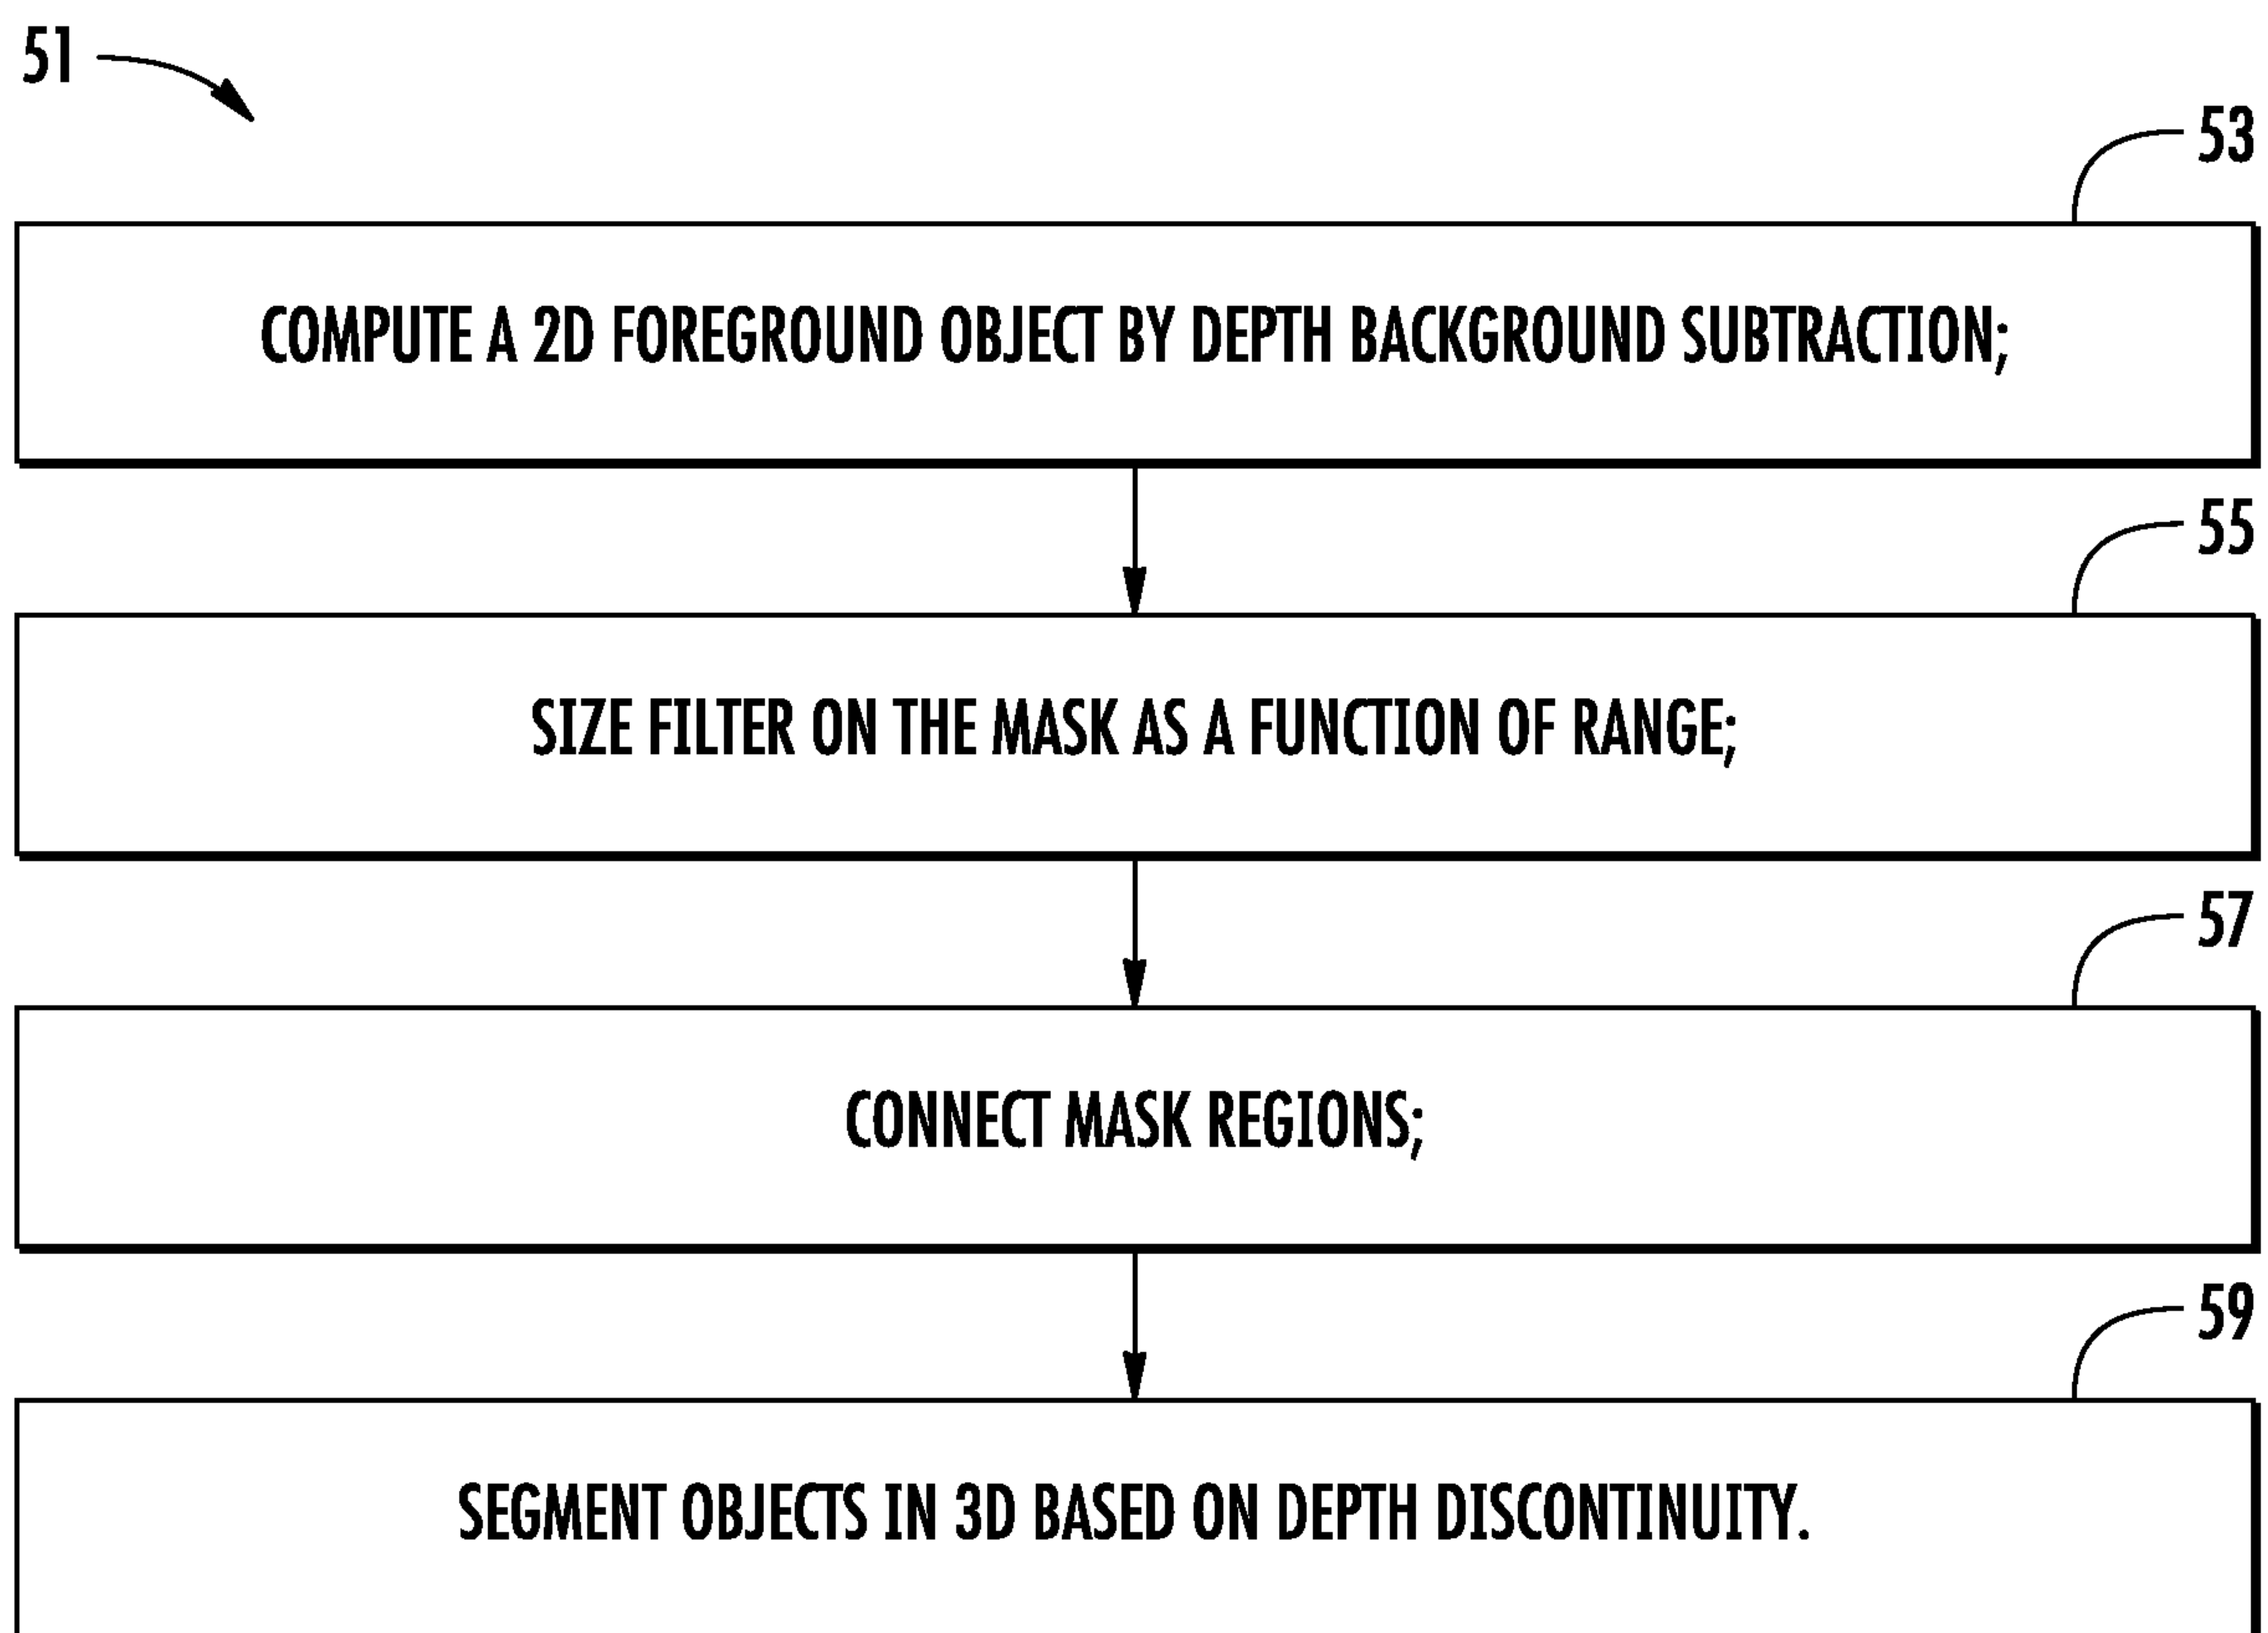 51
53
COMPUTE A 2D FOREGROUND OBJECT BY DEPTH BACKGROUND SUBTRACTION;
55
SIZE FILTER ON THE MASK AS A FUNCTION OF RANGE;
57
CONNECT MASK REGIONS;
59
SEGMENT OBJECTS IN 3D BASED ON DEPTH DISCONTINUITY.